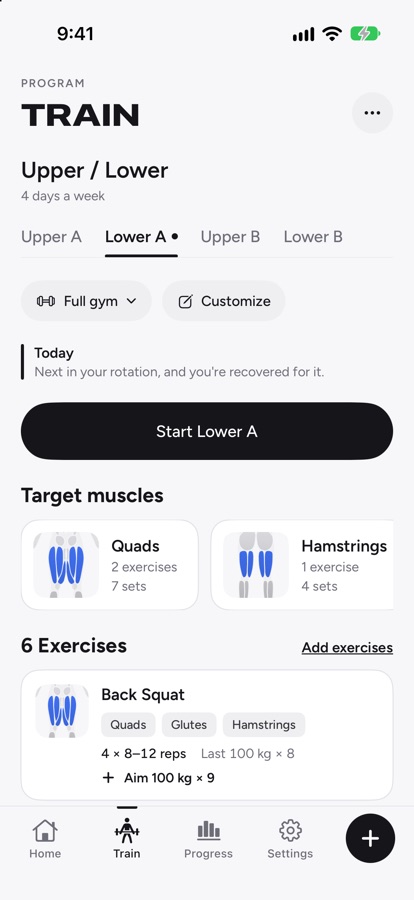 9:41
PROGRAM
TRAIN
Upper / Lower
4 days a week
Upper A Lower A Upper B Lower B
Full gym Customize
Today
Next in your rotation, and you're recovered for it.
Start Lower A
Target muscles
Quads
2 exercises
7 sets
Hamstrings
1 exercise
4 sets
6 Exercises Add exercises
Back Squat
Quads Glutes Hamstrings
4 × 8–12 reps Last 100 kg × 8
+ Aim 100 kg × 9
Home Train Progress Settings